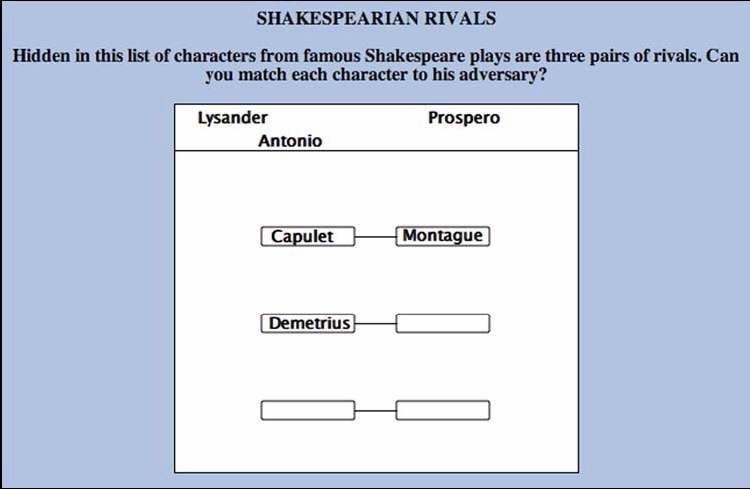 SHAKESPEARIAN RIVALS
Hidden in this list of characters from famous Shakespeare plays are three pairs of rivals. Can
you match each character to his adversary?
Lysander Prospero
Antonio
Capulet Montague
Demetrius